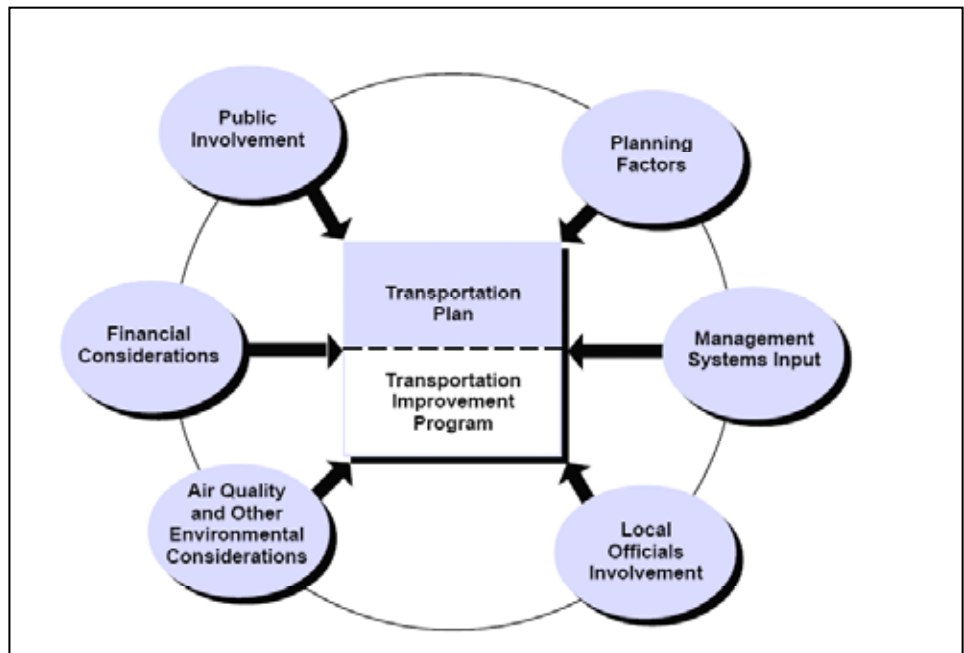 Public
Involvement
Planning
Factors
Transportation
Plan
Financial
Considerations
Management
Systems Input
Transportation
Improvement
Program
Air Quality
and Other
Environmental
Considerations
Local
Officials
Involvement